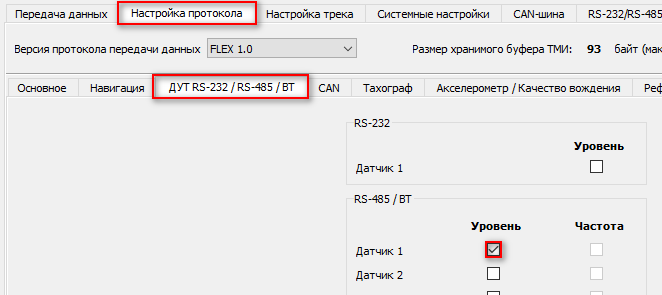 Передача данных Настройка протокола Настройка трека Системные настройки CAN-шина RS-232/RS-485
Версия протокола передачи данных FLEX 1.0 Размер хранимого буфера ТМИ: 93 байт (мак
Основное Навигация ДУТ RS-232 / RS-485 / BT CAN Тахограф Акселерометр / Качество вождения Реф
RS-232
Уровень
Датчик 1
RS-485 / BT
Уровень Частота
Датчик 1
Датчик 2